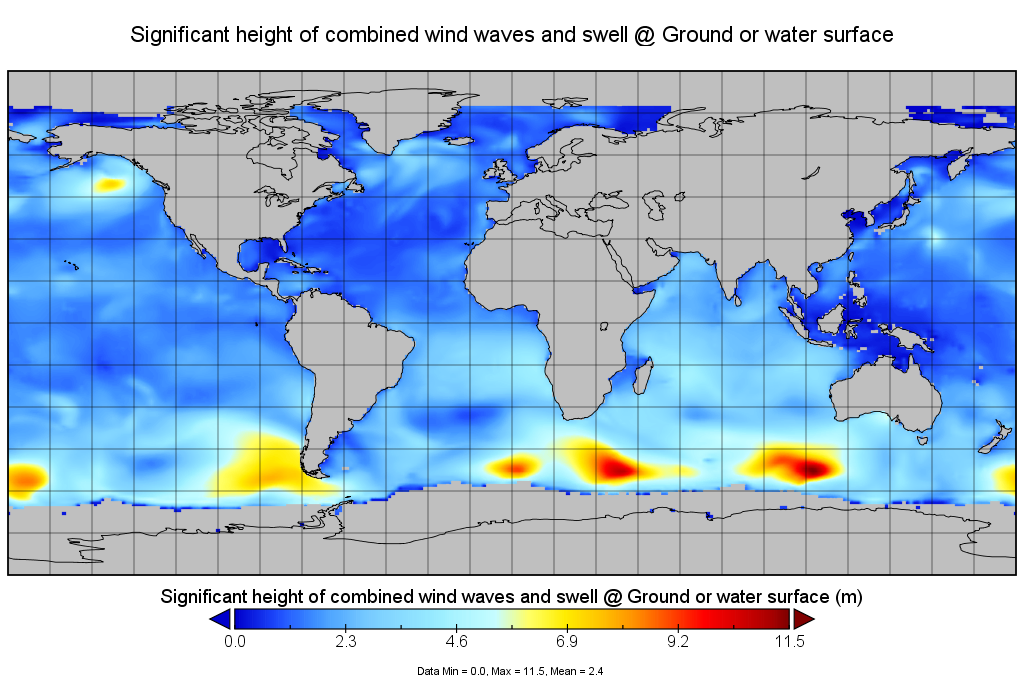 Significant height of combined wind waves and swell @ Ground or water surface
Significant height of combined wind waves and swell @ Ground or water surface (m)
0.0 2.3 4.6 6.9 9.2 11.5
Data Min = 0.0, Max = 11.5, Mean = 2.4